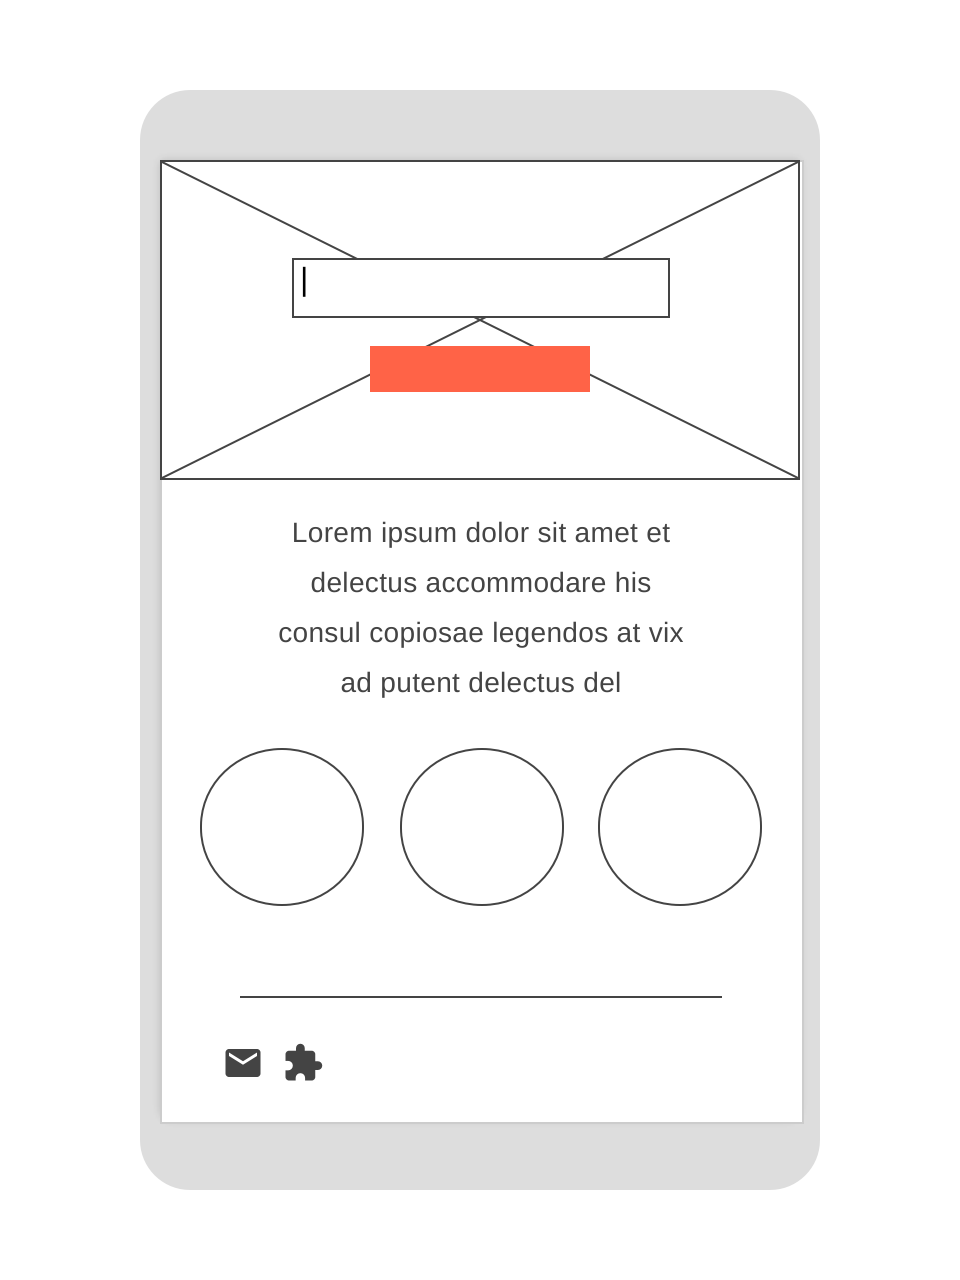 Lorem ipsum dolor sit amet et
delectus accommodare his
consul copiosae legendos at vix
ad putent delectus del